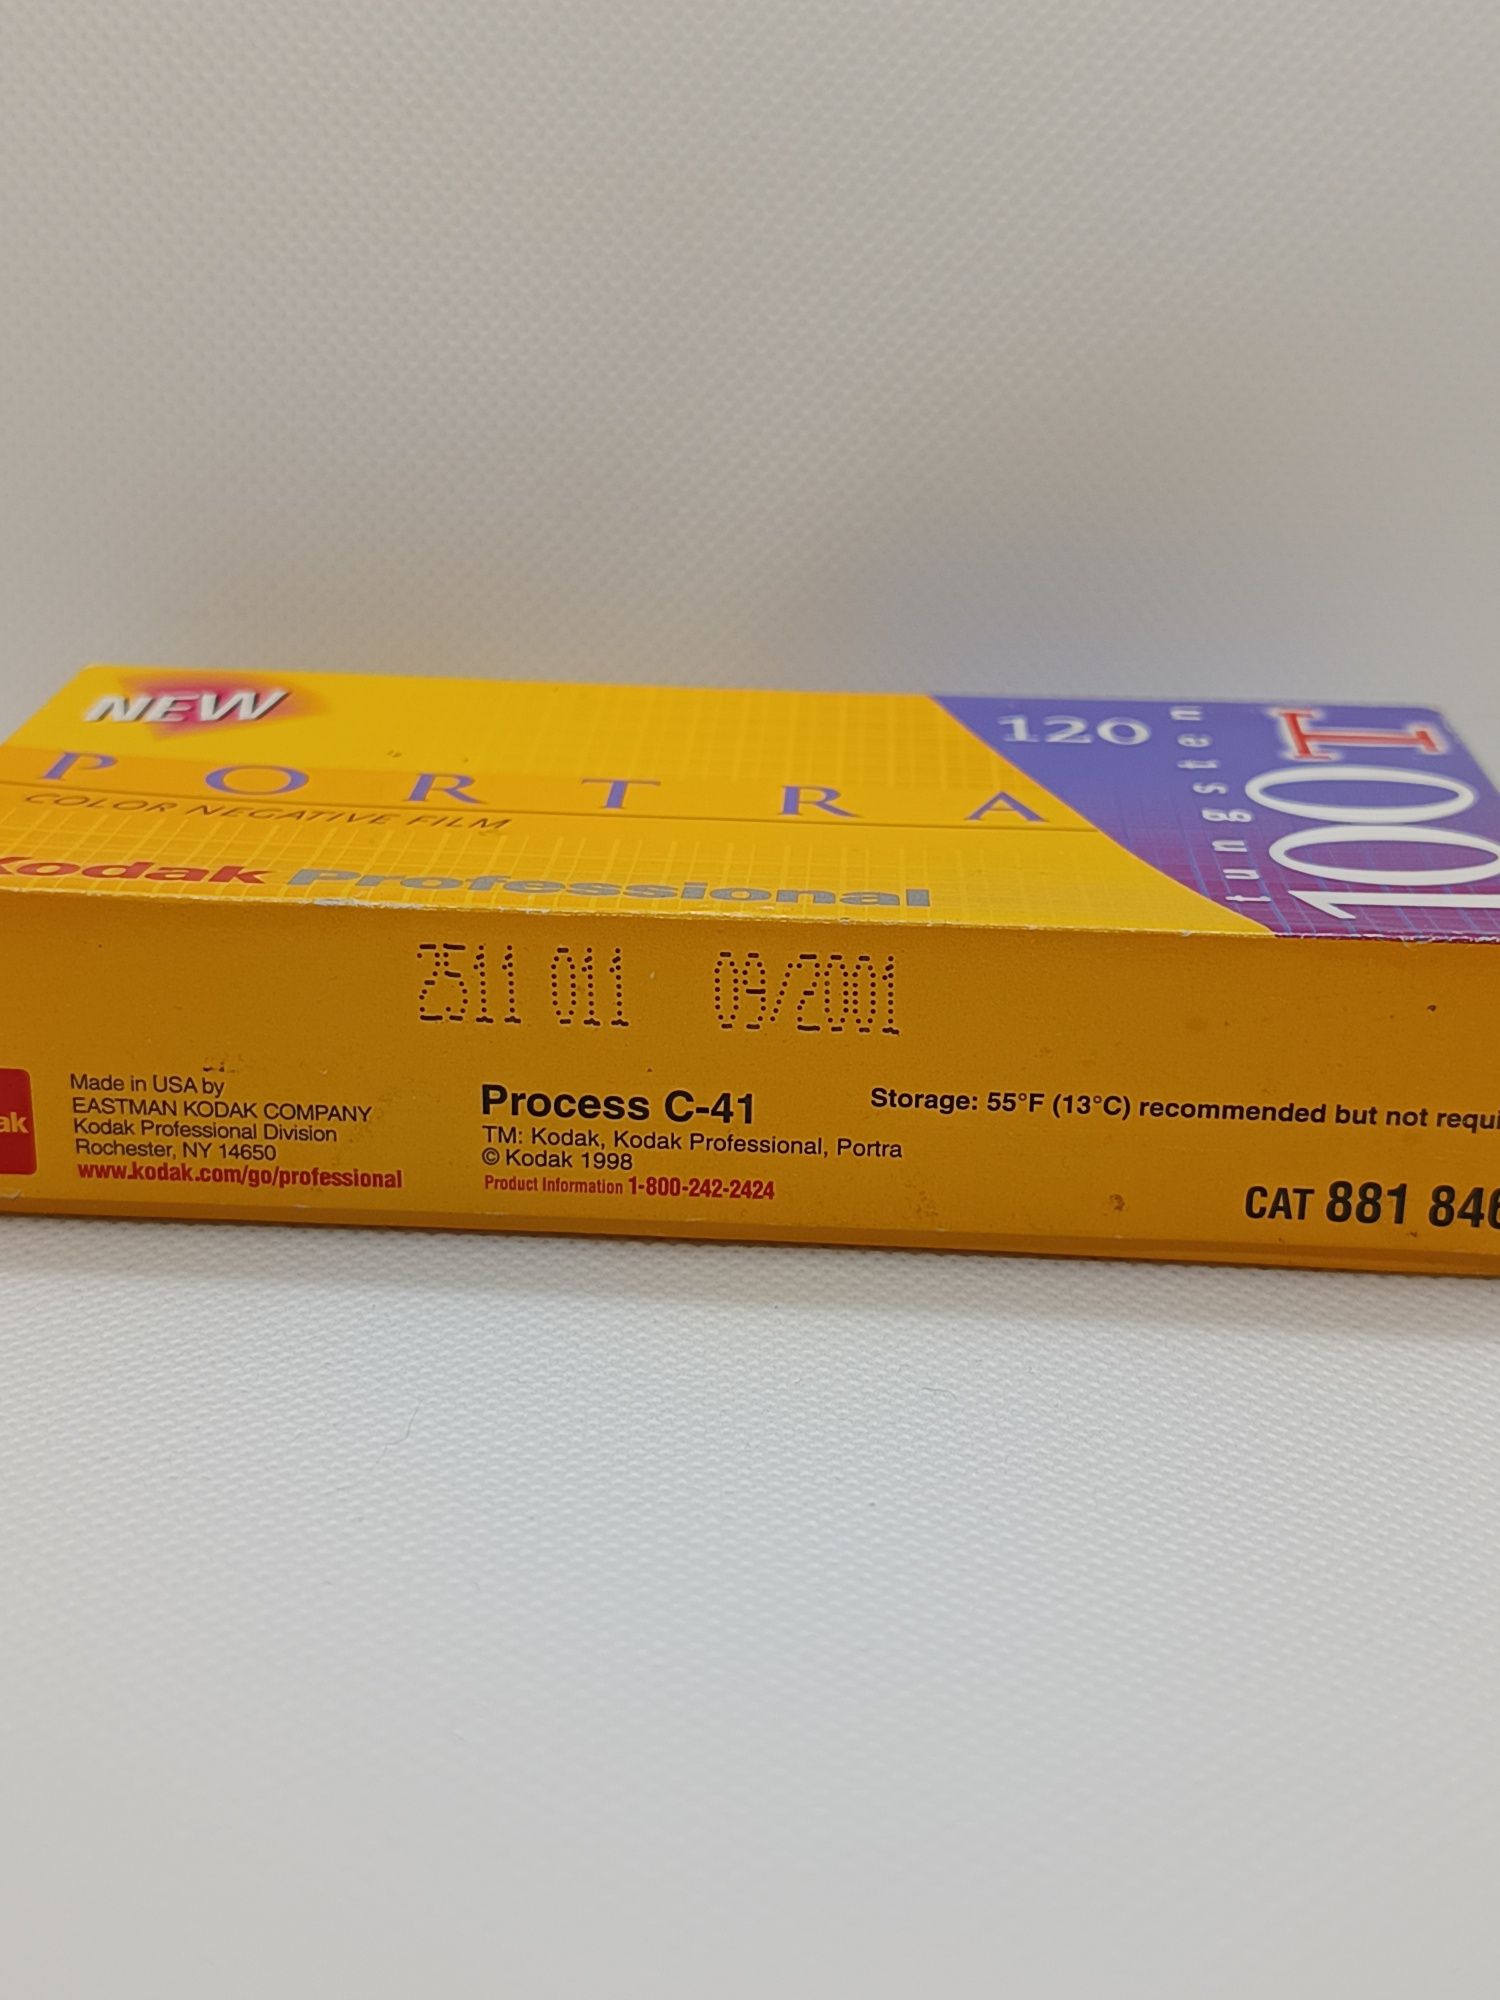 NEW
120
tungsten
100T
PORTRA
COLOR NEGATIVE FILM
Kodak Professional
2511 011 09/2001
Made in USA by
EASTMAN KODAK COMPANY
Kodak Professional Division
Rochester, NY 14650
www.kodak.com/go/professional
Process C-41
TM: Kodak, Kodak Professional, Portra
© Kodak 1998
Product Information 1-800-242-2424
Storage: 55°F (13°C) recommended but not requi
CAT 881 846
ak